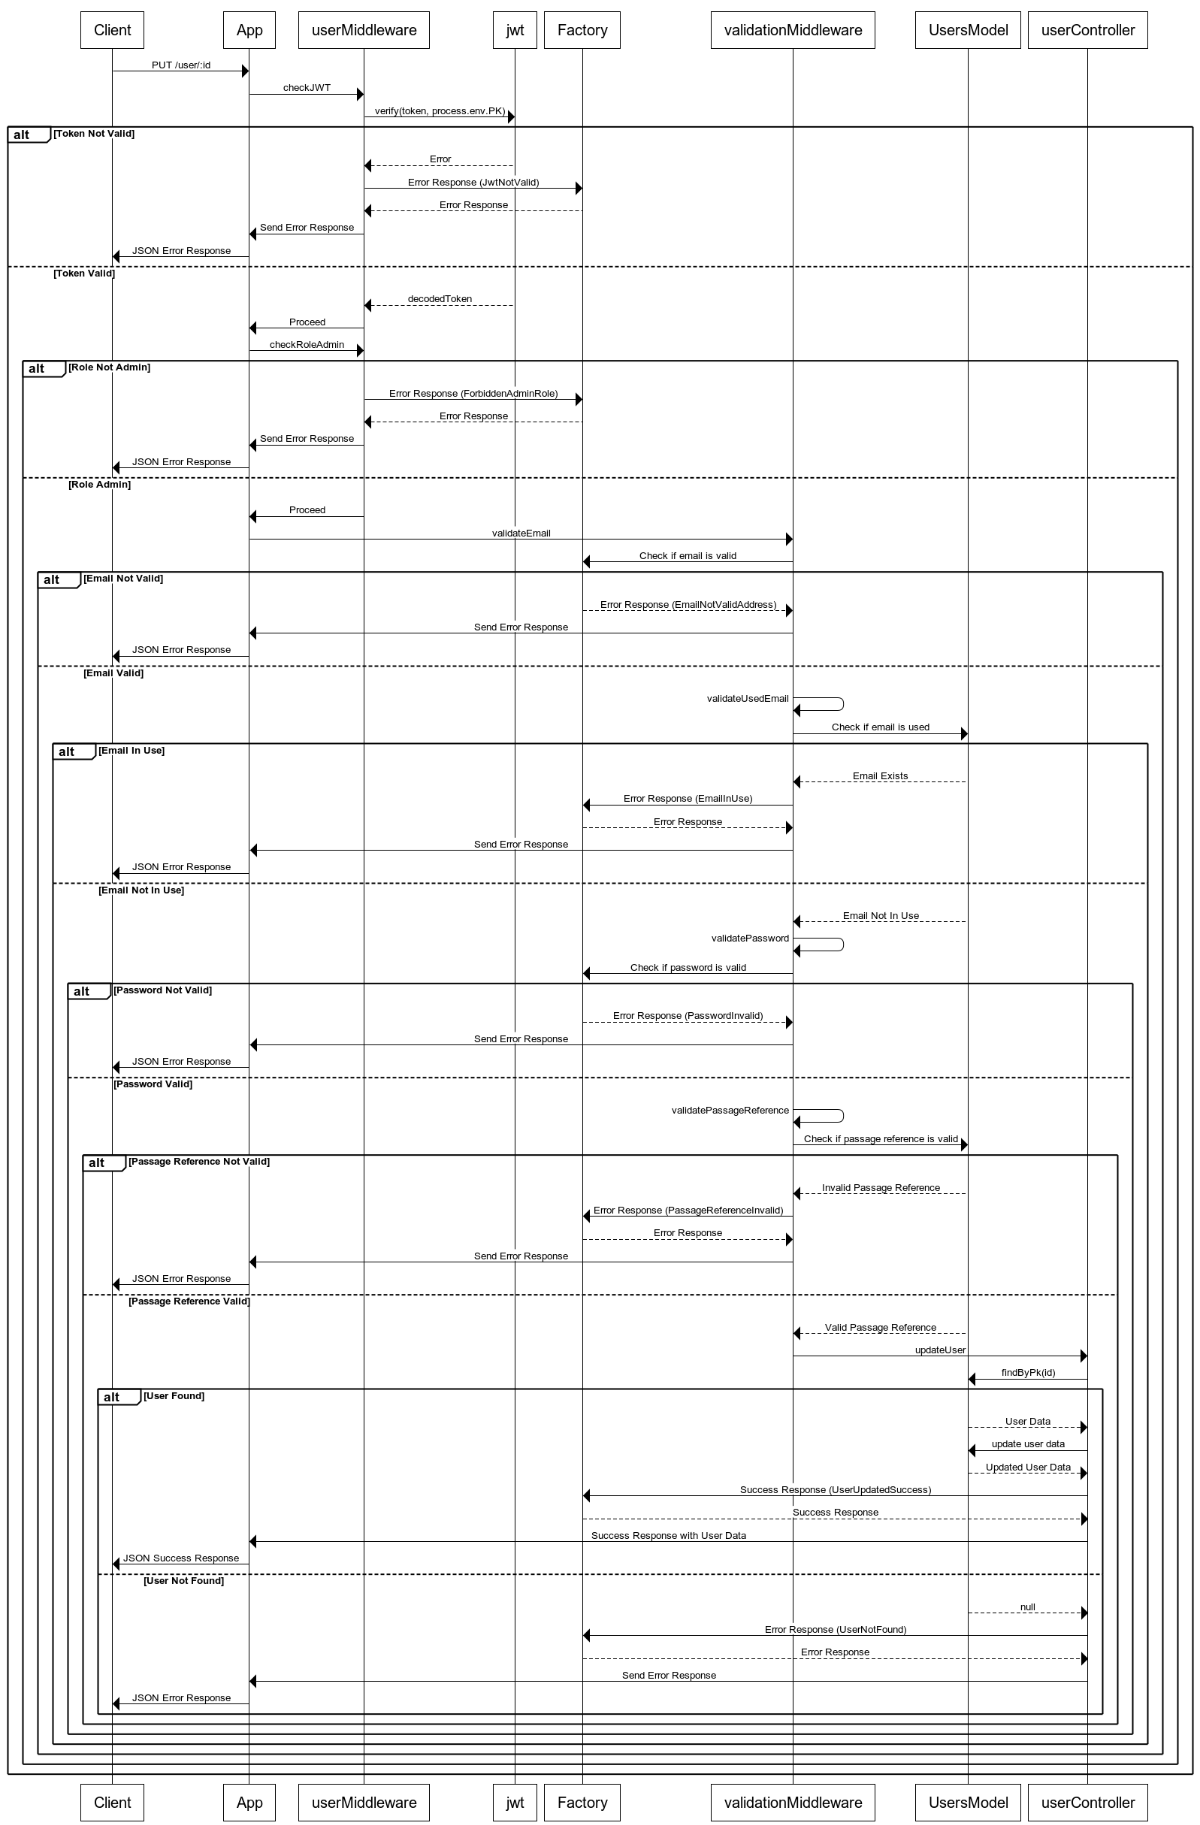 Client App userMiddleware jwt Factory validationMiddleware UsersModel userController
PUT /user/:id
checkJWT
verify(token, process.env.PK)
alt [Token Not Valid]
Error
Error Response (JwtNotValid)
Error Response
Send Error Response
JSON Error Response
[Token Valid]
decodedToken
Proceed
checkRoleAdmin
alt [Role Not Admin]
Error Response (ForbiddenAdminRole)
Error Response
Send Error Response
JSON Error Response
[Role Admin]
Proceed
validateEmail
Check if email is valid
alt [Email Not Valid]
Error Response (EmailNotValidAddress)
Send Error Response
JSON Error Response
[Email Valid]
validateUsedEmail
Check if email is used
alt [Email In Use]
Email Exists
Error Response (EmailInUse)
Error Response
Send Error Response
JSON Error Response
[Email Not In Use]
Email Not In Use
validatePassword
Check if password is valid
alt [Password Not Valid]
Error Response (PasswordInvalid)
Send Error Response
JSON Error Response
[Password Valid]
validatePassageReference
Check if passage reference is valid
alt [Passage Reference Not Valid]
Invalid Passage Reference
Error Response (PassageReferenceInvalid)
Error Response
Send Error Response
JSON Error Response
[Passage Reference Valid]
Valid Passage Reference
updateUser
findByPk(id)
alt [User Found]
User Data
update user data
Updated User Data
Success Response (UserUpdatedSuccess)
Success Response
Success Response with User Data
JSON Success Response
[User Not Found]
null
Error Response (UserNotFound)
Error Response
Send Error Response
JSON Error Response
Client App userMiddleware jwt Factory validationMiddleware UsersModel userController